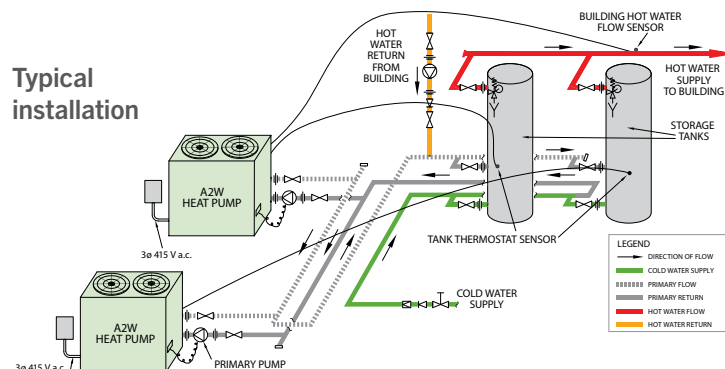 Typical
installation
HOT
WATER
RETURN
FROM
BUILDING
BUILDING HOT WATER
FLOW SENSOR
HOT WATER
SUPPLY
TO BUILDING
STORAGE
TANKS
A2W
HEAT PUMP
3ø 415 V a.c.
TANK THERMOSTAT SENSOR
A2W
HEAT PUMP
3ø 415 V a.c.
PRIMARY PUMP
COLD WATER
SUPPLY
LEGEND
DIRECTION OF FLOW
COLD WATER SUPPLY
PRIMARY FLOW
PRIMARY RETURN
HOT WATER FLOW
HOT WATER RETURN